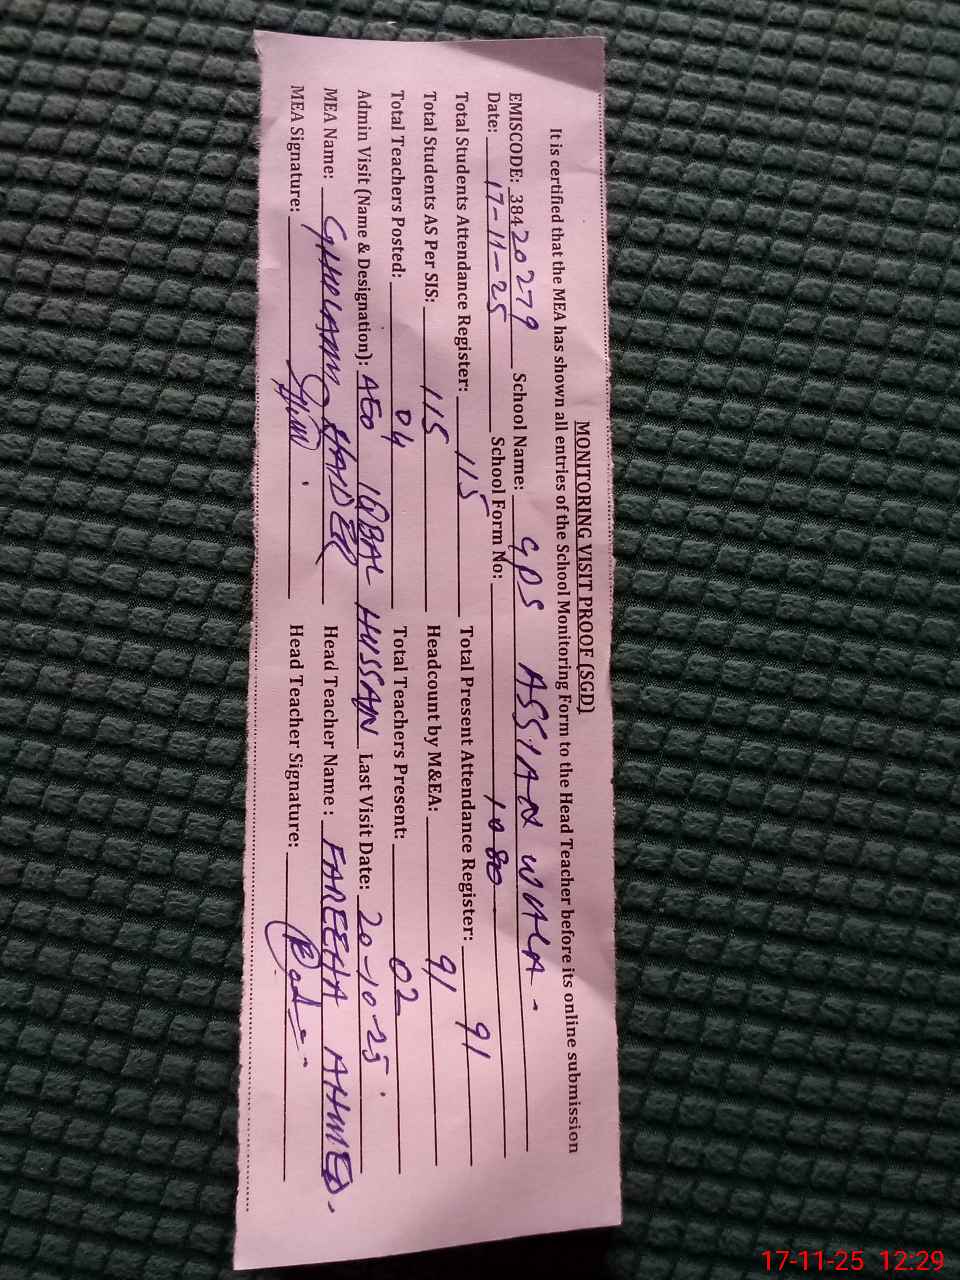 MONITORING VISIT PROOF (SGD)
It is certified that the MEA has shown all entries of the School Monitoring Form to the Head Teacher before its online submission
EMISCODE: 38420279 School Name: GPS ASSIAN WALA
Date: 17-11-25 School Form No: 1080
Total Students Attendance Register: 115 Total Present Attendance Register: 91
Total Students AS Per SIS: 115 Headcount by M&EA: 91
Total Teachers Posted: 04 Total Teachers Present: 02
Admin Visit (Name & Designation): AEO IQBAL HUSSAIN Last Visit Date: 20-10-25
MEA Name: GHULAM HAIDER Head Teacher Name : FAREEHA AHMED
MEA Signature: Head Teacher Signature:
17-11-25 12:29